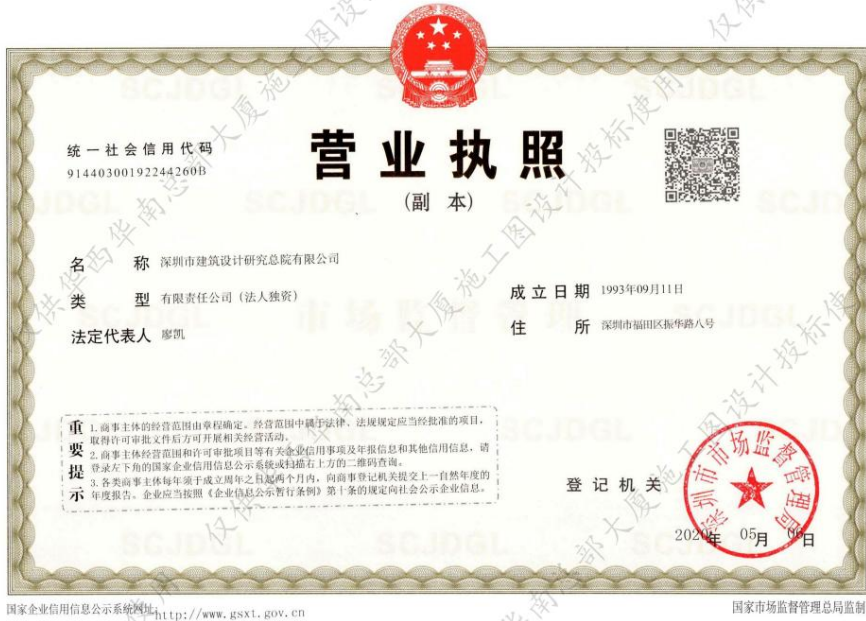 统一社会信用代码
91440300192244260B
营业执照
(副 本)
名 称 深圳市建筑设计研究总院有限公司
类 型 有限责任公司（法人独资）
法定代表人 廖凯
成立日期 1993年09月11日
住 所 深圳市福田区振华路八号
重要提示
1.商事主体的经营范围由章程确定。经营范围中属于法律、法规规定应当经批准的项目，
取得许可审批文件后方可开展相关经营活动。
2.商事主体经营范围和许可审批项目等有关企业信用事项及年报信息和其他信用信息，请
登录左下角的国家企业信用信息公示系统或扫描右上方的二维码查询。
3.各类商事主体每年须于成立周年之日起两个月内，向商事登记机关提交上一自然年度的
年度报告。企业应当按照《企业信息公示暂行条例》第十条的规定向社会公示企业信息。
登记机关
深圳市市场监督管理局
2020年 05月 06日
国家企业信用信息公示系统网址:http://www.gsxt.gov.cn
国家市场监督管理总局监制
SCJDGL
市场监督管理
仅供华西华南总部大厦施工图设计投标使用